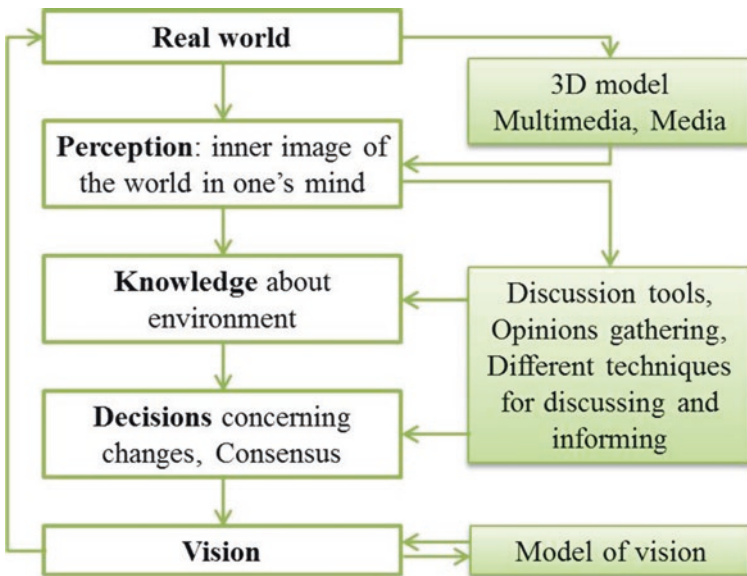 Real world
3D model
Multimedia, Media
Perception: inner image of
the world in one's mind
Knowledge about
environment
Discussion tools,
Opinions gathering,
Different techniques
for discussing and
informing
Decisions concerning
changes, Consensus
Vision
Model of vision